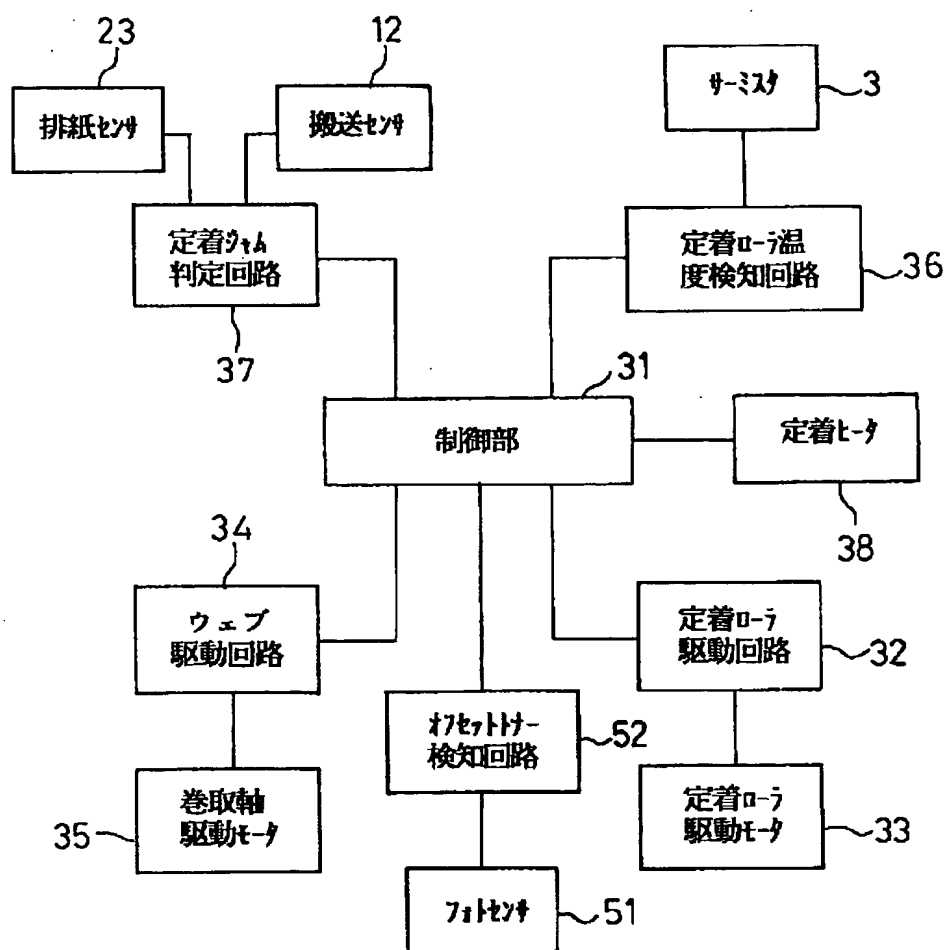 23
12
3
排紙センサ
搬送センサ
サーミスタ
定着ジャム
判定回路
37
定着ローラ温
度検知回路
36
31
制御部
定着ヒータ
38
34
ウェブ
駆動回路
定着ローラ
駆動回路
32
オフセットトナー
検知回路
52
巻取軸
駆動モータ
35
定着ローラ
駆動モータ
33
フォトセンサ
51